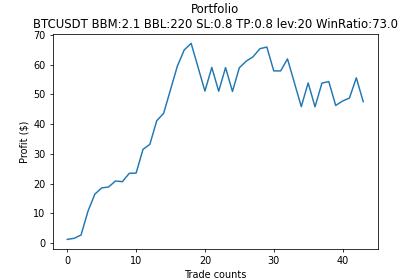 Portfolio
BTCUSDT BBM:2.1 BBL:220 SL:0.8 TP:0.8 lev:20 WinRatio:73.0
70
60
50
40
30
20
10
0
Profit ($)
0 10 20 30 40
Trade counts